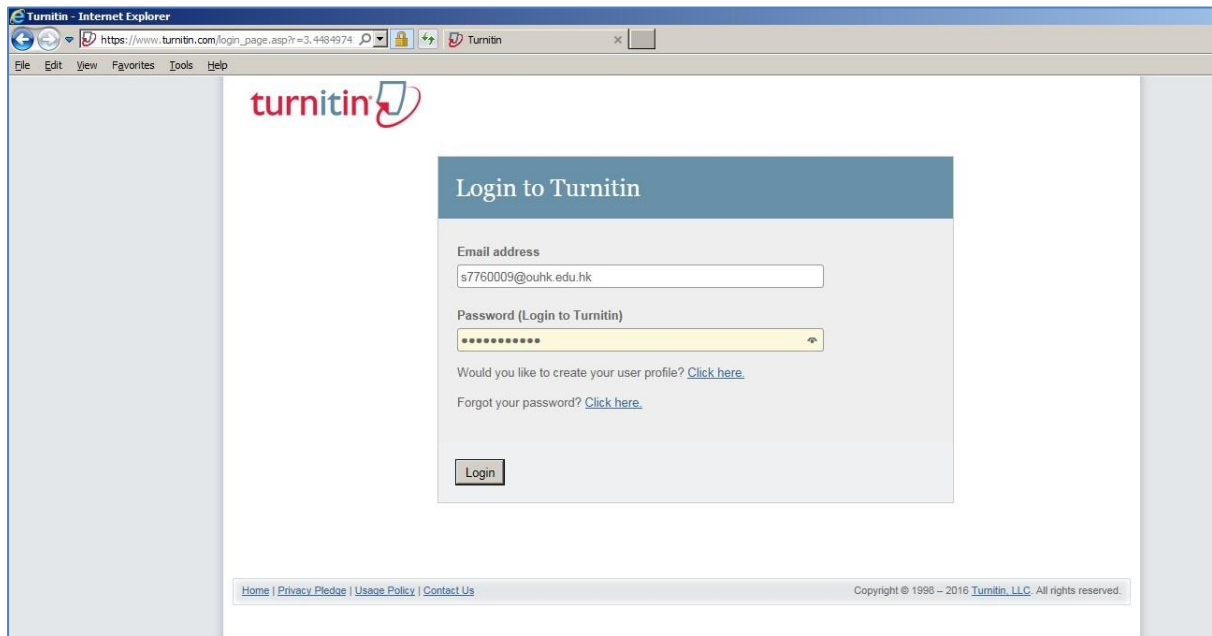 Turnitin - Internet Explorer
https://www.turnitin.com/login_page.asp?r=3.4484974 Turnitin
File Edit View Favorites Tools Help
turnitin
Login to Turnitin
Email address
s7760009@ouhk.edu.hk
Password (Login to Turnitin)
•••••••••••
Would you like to create your user profile? Click here.
Forgot your password? Click here.
Login
Home | Privacy Pledge | Usage Policy | Contact Us Copyright © 1998 – 2016 Turnitin, LLC. All rights reserved.